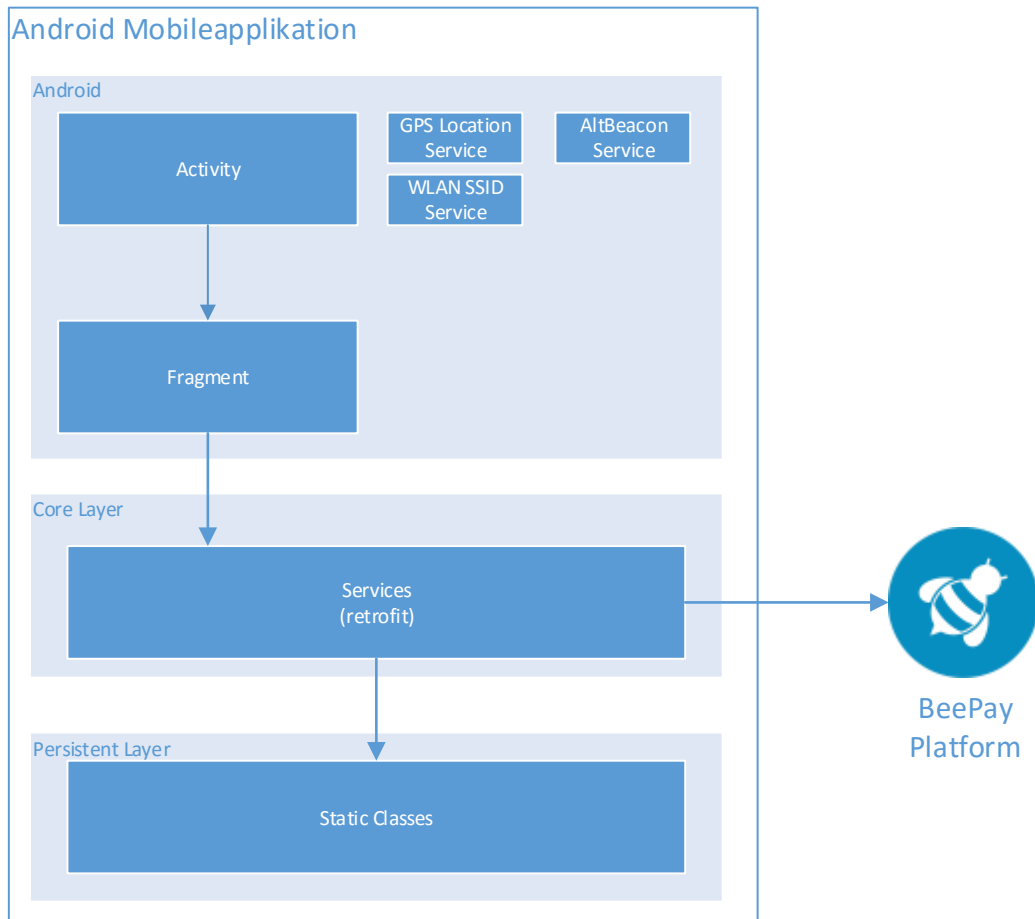 Android Mobileapplikation
Android
Activity
GPS Location
Service
AltBeacon
Service
WLAN SSID
Service
Fragment
Core Layer
Services
(retrofit)
BeePay
Platform
Persistent Layer
Static Classes